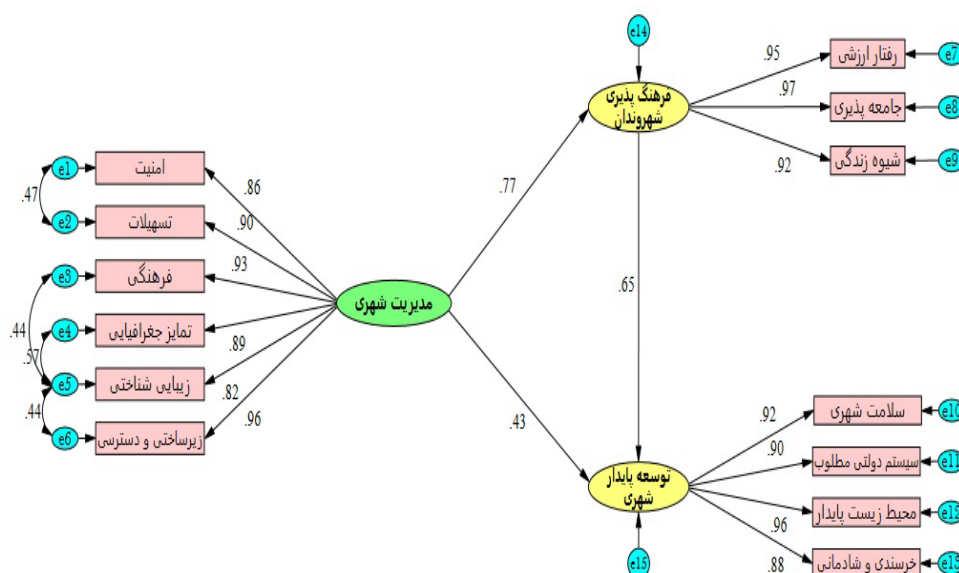 e14
.95
رفتار ارزشی
e7
فرهنگ پذیری
شهروندان
.97
جامعه پذیری
e8
.92
شیوه زندگی
e9
e1
امنیت
.86
.77
.47
e2
تسهیلات
.90
e3
فرهنگی
.93
.65
مدیریت شهری
.44
e4
تمایز جغرافیایی
.89
.57
e5
زیبایی شناختی
.82
.44
e6
زیرساختی و دسترسی
.96
.43
.92
سلامت شهری
e10
.90
سیستم دولتی مطلوب
e11
توسعه پایدار
شهری
محیط زیست پایدار
e12
.96
e15
.88
خرسندی و شادمانی
e13